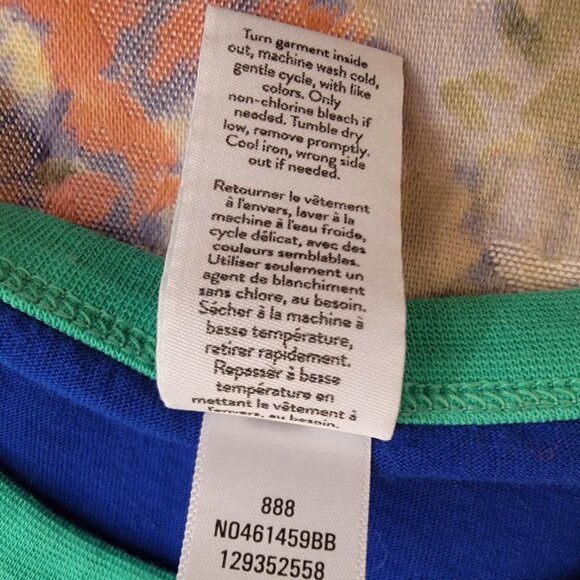 Turn garment inside
out, machine wash cold,
gentle cycle, with like
colors. Only
non-chlorine bleach if
needed. Tumble dry
low, remove promptly.
Cool iron, wrong side
out if needed.
Retourner le vêtement
à l'envers, laver à la
machine à l'eau froide,
cycle délicat, avec des
couleurs semblables.
Utiliser seulement un
agent de blanchiment
sans chlore, au besoin.
Sécher à la machine à
basse température,
retirer rapidement.
Repasser à basse
température en
mettant le vêtement à
l'envers, au besoin.
888
N0461459BB
129352558